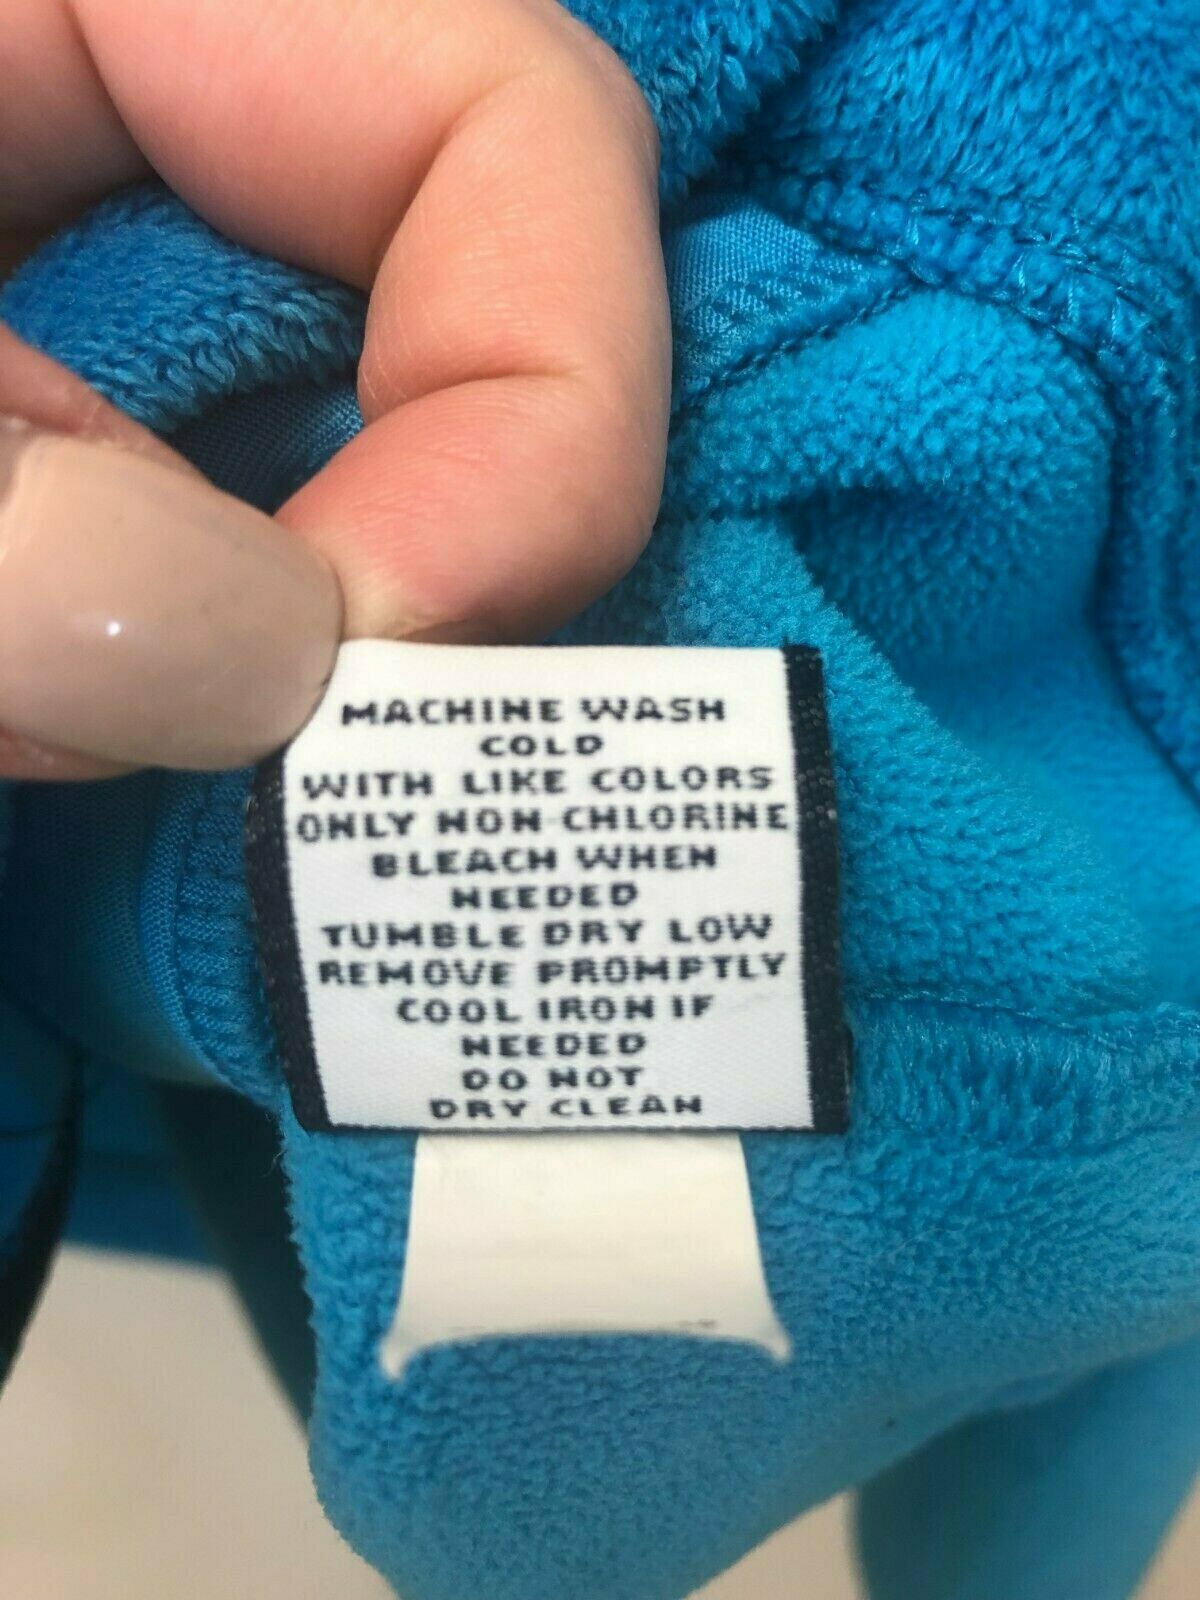 MACHINE WASH
COLD
WITH LIKE COLORS
ONLY NON-CHLORINE
BLEACH WHEN
NEEDED
TUMBLE DRY LOW
REMOVE PROMPTLY
COOL IRON IF
NEEDED
DO NOT
DRY CLEAN